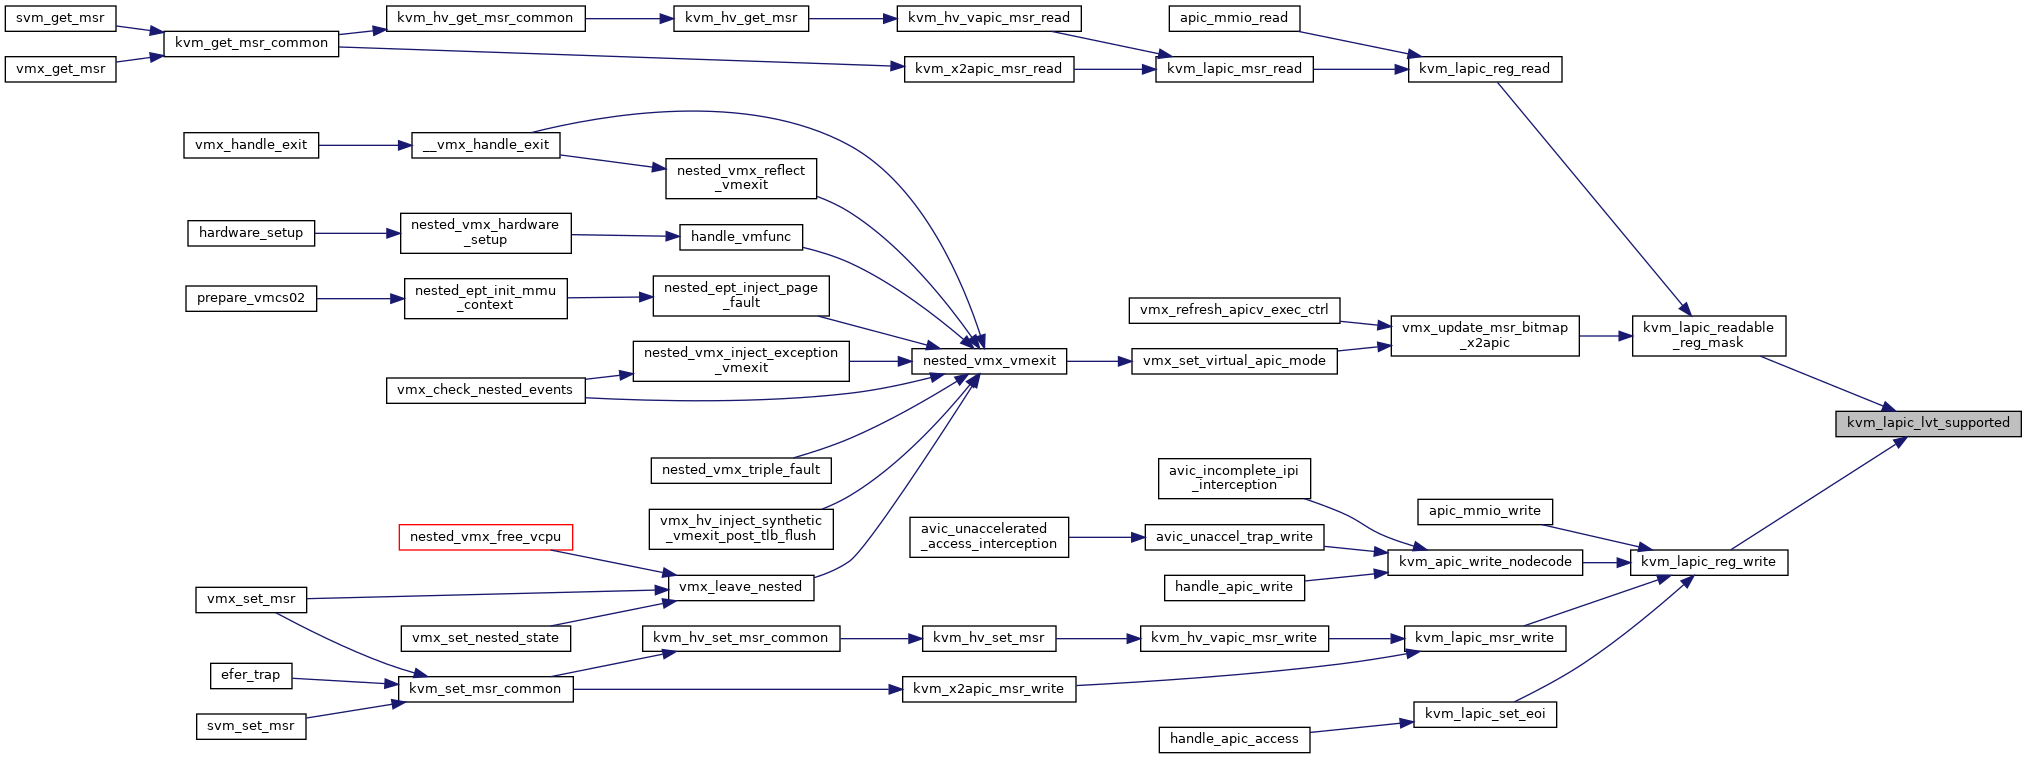 svm_get_msr
vmx_get_msr
kvm_get_msr_common
kvm_hv_get_msr_common
kvm_hv_get_msr
kvm_hv_vapic_msr_read
kvm_x2apic_msr_read
apic_mmio_read
kvm_lapic_msr_read
kvm_lapic_reg_read
vmx_handle_exit
__vmx_handle_exit
nested_vmx_reflect
_vmexit
hardware_setup
nested_vmx_hardware
_setup
handle_vmfunc
prepare_vmcs02
nested_ept_init_mmu
_context
nested_ept_inject_page
_fault
nested_vmx_inject_exception
_vmexit
vmx_check_nested_events
nested_vmx_vmexit
vmx_refresh_apicv_exec_ctrl
vmx_set_virtual_apic_mode
vmx_update_msr_bitmap
_x2apic
kvm_lapic_readable
_reg_mask
kvm_lapic_lvt_supported
nested_vmx_triple_fault
vmx_hv_inject_synthetic
_vmexit_post_tlb_flush
nested_vmx_free_vcpu
vmx_leave_nested
vmx_set_msr
vmx_set_nested_state
avic_incomplete_ipi
_interception
avic_unaccelerated
_access_interception
avic_unaccel_trap_write
handle_apic_write
apic_mmio_write
kvm_apic_write_nodecode
kvm_lapic_reg_write
kvm_hv_set_msr_common
kvm_hv_set_msr
kvm_hv_vapic_msr_write
kvm_lapic_msr_write
efer_trap
kvm_set_msr_common
kvm_x2apic_msr_write
svm_set_msr
kvm_lapic_set_eoi
handle_apic_access